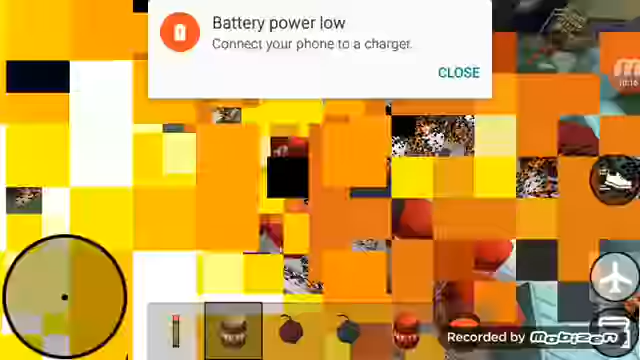 Battery power low
Connect your phone to a charger.
CLOSE
Recorded by Mobizen